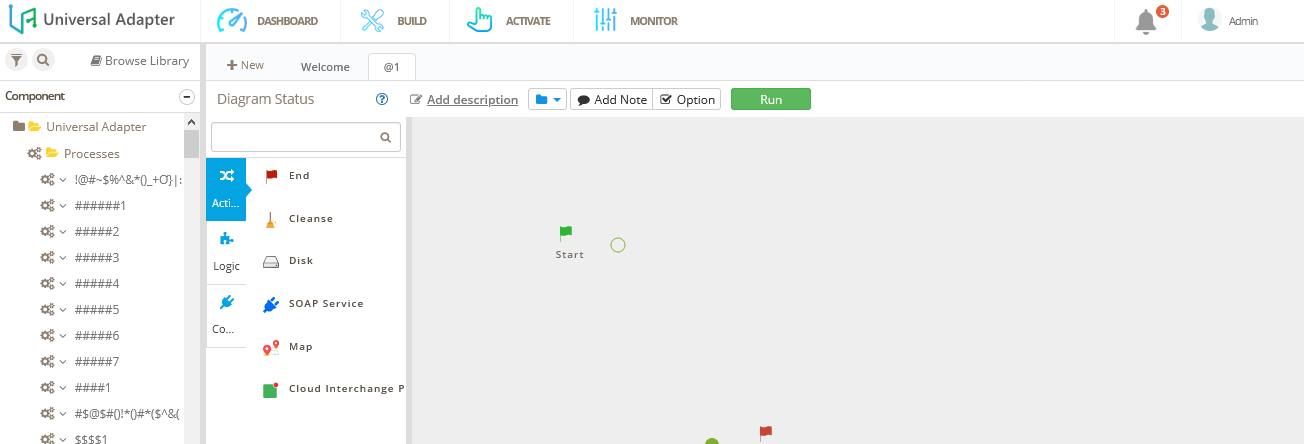 Universal Adapter
DASHBOARD
BUILD
ACTIVATE
MONITOR
3
Admin
Browse Library
New
Welcome
@1
Component
Diagram Status
?
Add description
Add Note
Option
Run
Universal Adapter
Processes
!@#~$%^&*()_+O'}|:
######1
#####2
#####3
#####4
#####5
#####6
#####7
####1
#$@$#()!*()#*($^&(
$$$$1
Acti...
Logic
Co...
End
Cleanse
Disk
SOAP Service
Map
Cloud Interchange P
Start